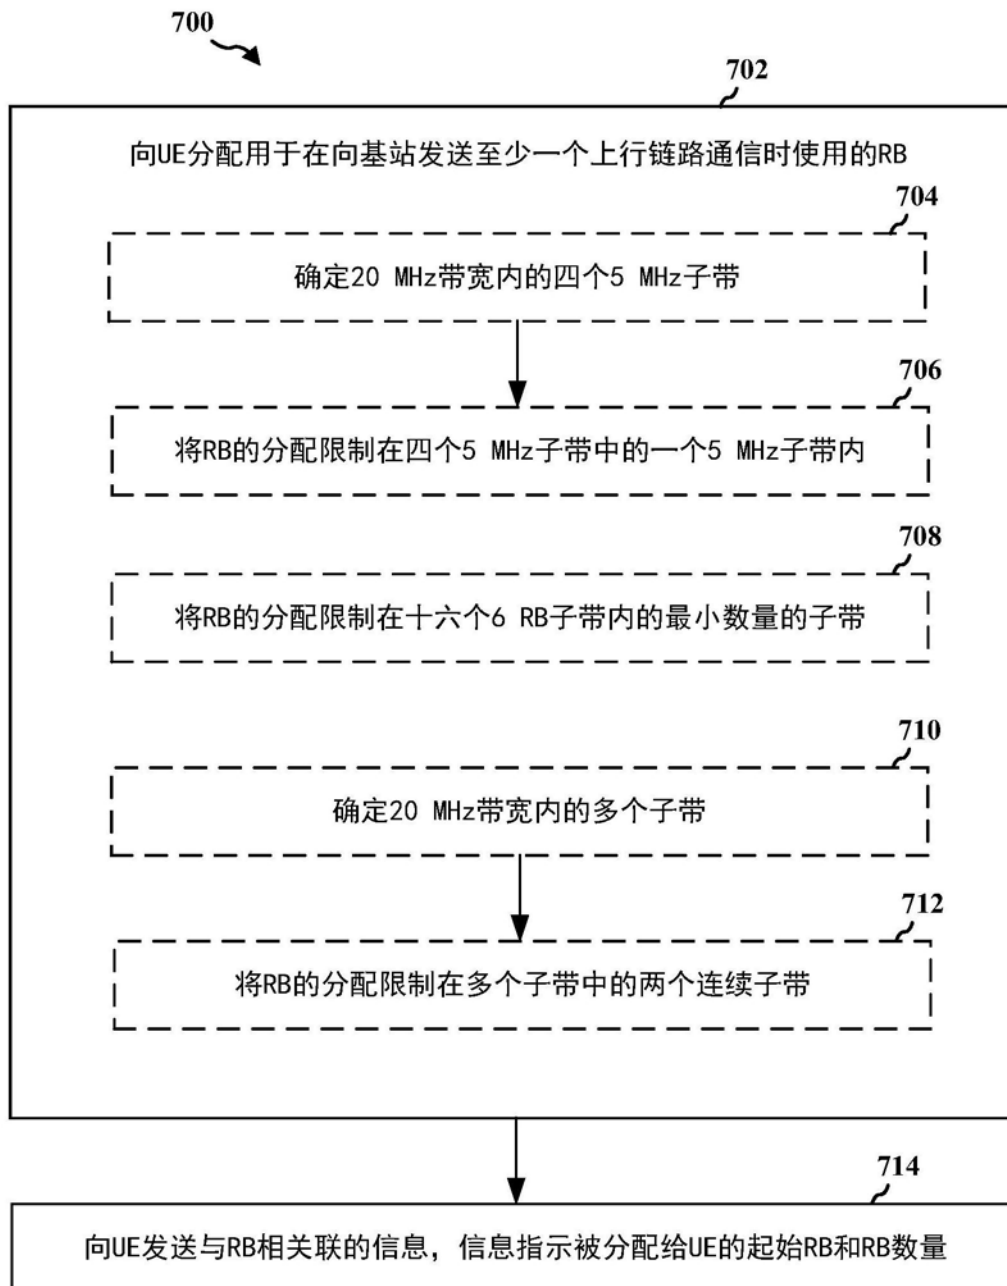 700
702
向UE分配用于在向基站发送至少一个上行链路通信时使用的RB
704
确定20 MHz带宽内的四个5 MHz子带
706
将RB的分配限制在四个5 MHz子带中的一个5 MHz子带内
708
将RB的分配限制在十六个6 RB子带内的最小数量的子带
710
确定20 MHz带宽内的多个子带
712
将RB的分配限制在多个子带中的两个连续子带
714
向UE发送与RB相关联的信息，信息指示被分配给UE的起始RB和RB数量